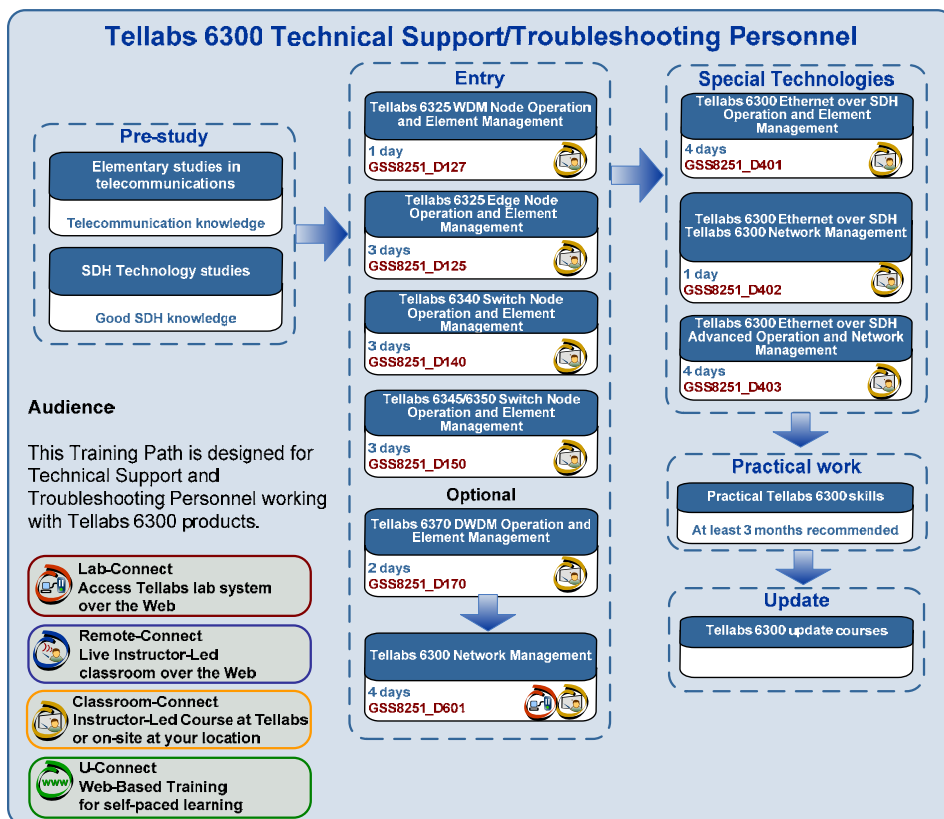 Tellabs 6300 Technical Support/Troubleshooting Personnel
Pre-study
Elementary studies in
telecommunications
Telecommunication knowledge
SDH Technology studies
Good SDH knowledge
Entry
Tellabs 6325 WDM Node Operation
and Element Management
1 day
GSS8251_D127
Tellabs 6325 Edge Node
Operation and Element
Management
3 days
GSS8251_D125
Tellabs 6340 Switch Node
Operation and Element
Management
3 days
GSS8251_D140
Tellabs 6345/6350 Switch Node
Operation and Element
Management
3 days
GSS8251_D150
Optional
Tellabs 6370 DWDM Operation and
Element Management
2 days
GSS8251_D170
Tellabs 6300 Network Management
4 days
GSS8251_D601
Special Technologies
Tellabs 6300 Ethernet over SDH
Operation and Element
Management
4 days
GSS8251_D401
Tellabs 6300 Ethernet over SDH
Tellabs 6300 Network Management
1 day
GSS8251_D402
Tellabs 6300 Ethernet over SDH
Advanced Operation and Network
Management
4 days
GSS8251_D403
Practical work
Practical Tellabs 6300 skills
At least 3 months recommended
Update
Tellabs 6300 update courses
Audience
This Training Path is designed for
Technical Support and
Troubleshooting Personnel working
with Tellabs 6300 products.
Lab-Connect
Access Tellabs lab system
over the Web
Remote-Connect
Live Instructor-Led
classroom over the Web
Classroom-Connect
Instructor-Led Course at Tellabs
or on-site at your location
www
U-Connect
Web-Based Training
for self-paced learning